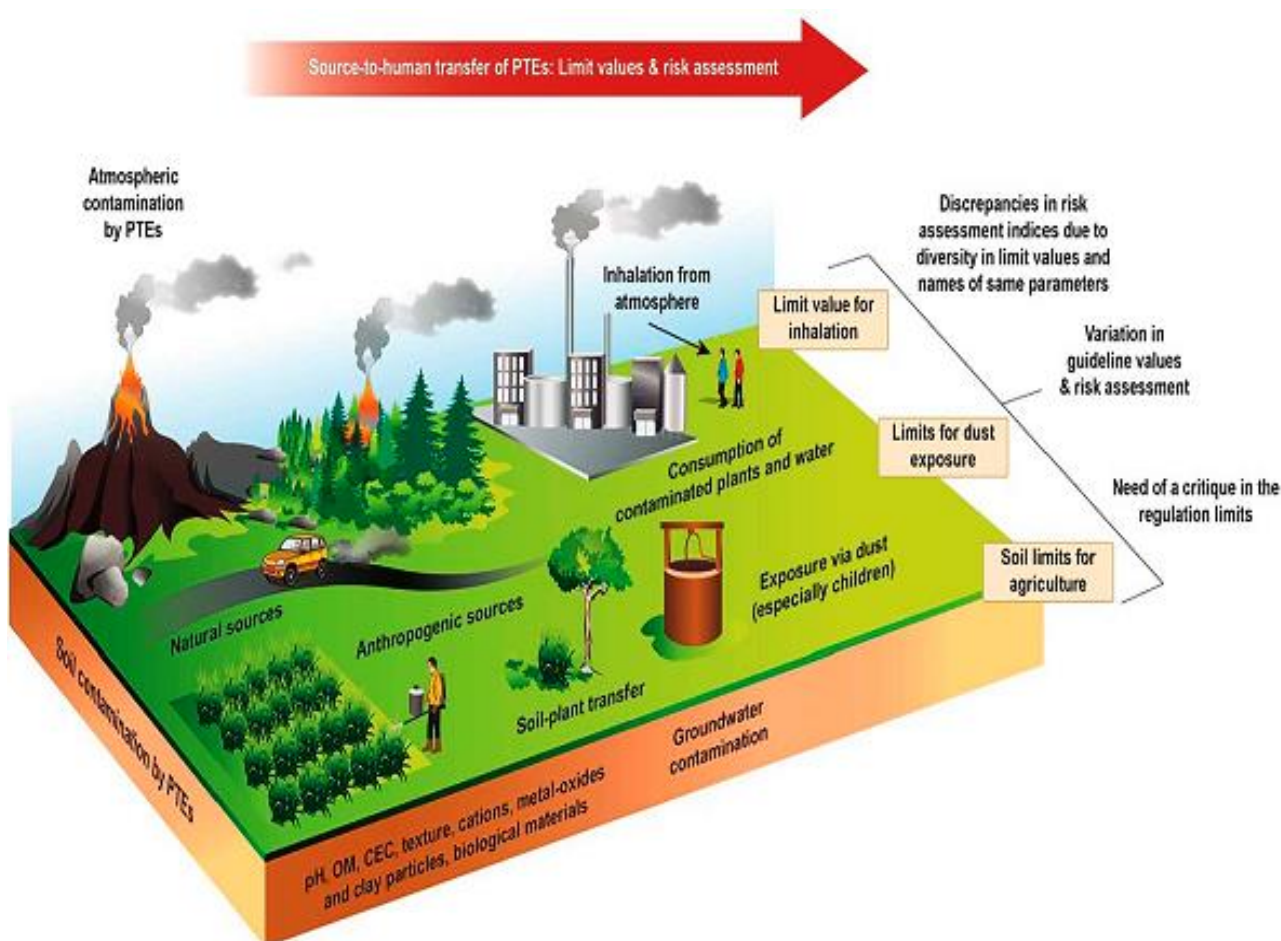 Source-to-human transfer of PTEs: Limit values & risk assessment
Atmospheric
contamination
by PTEs
Discrepancies in risk
assessment indices due to
diversity in limit values and
names of same parameters
Inhalation from
atmosphere
Limit value for
inhalation
Variation in
guideline values
& risk assessment
Limits for dust
exposure
Consumption of
contaminated plants and water
Need of a critique in the
regulation limits
Soil limits for
agriculture
Exposure via dust
(especially children)
Natural sources
Anthropogenic sources
Soil-plant transfer
Soil contamination by PTEs
Groundwater
contamination
pH, OM, CEC, texture, cations, metal-oxides
and clay particles, biological materials